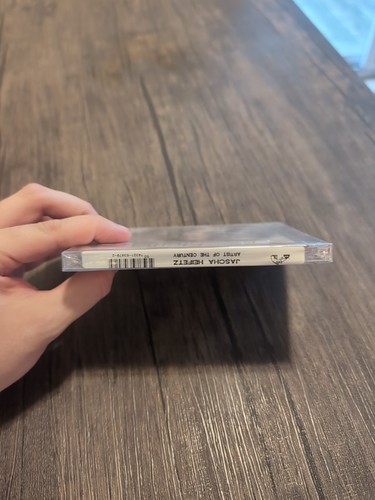 JASCHA HEIFETZ
ARTIST OF THE CENTURY